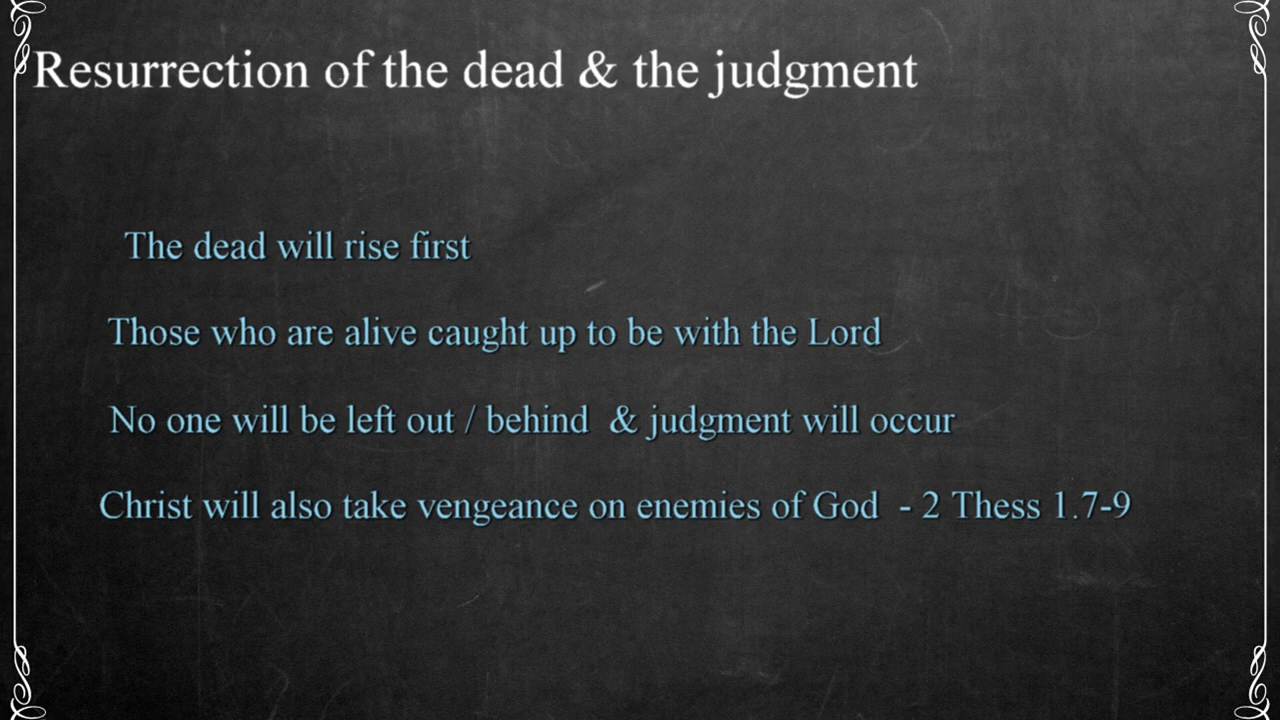 Resurrection of the dead & the judgment
The dead will rise first
Those who are alive caught up to be with the Lord
No one will be left out / behind  & judgment will occur
Christ will also take vengeance on enemies of God  - 2 Thess 1.7-9